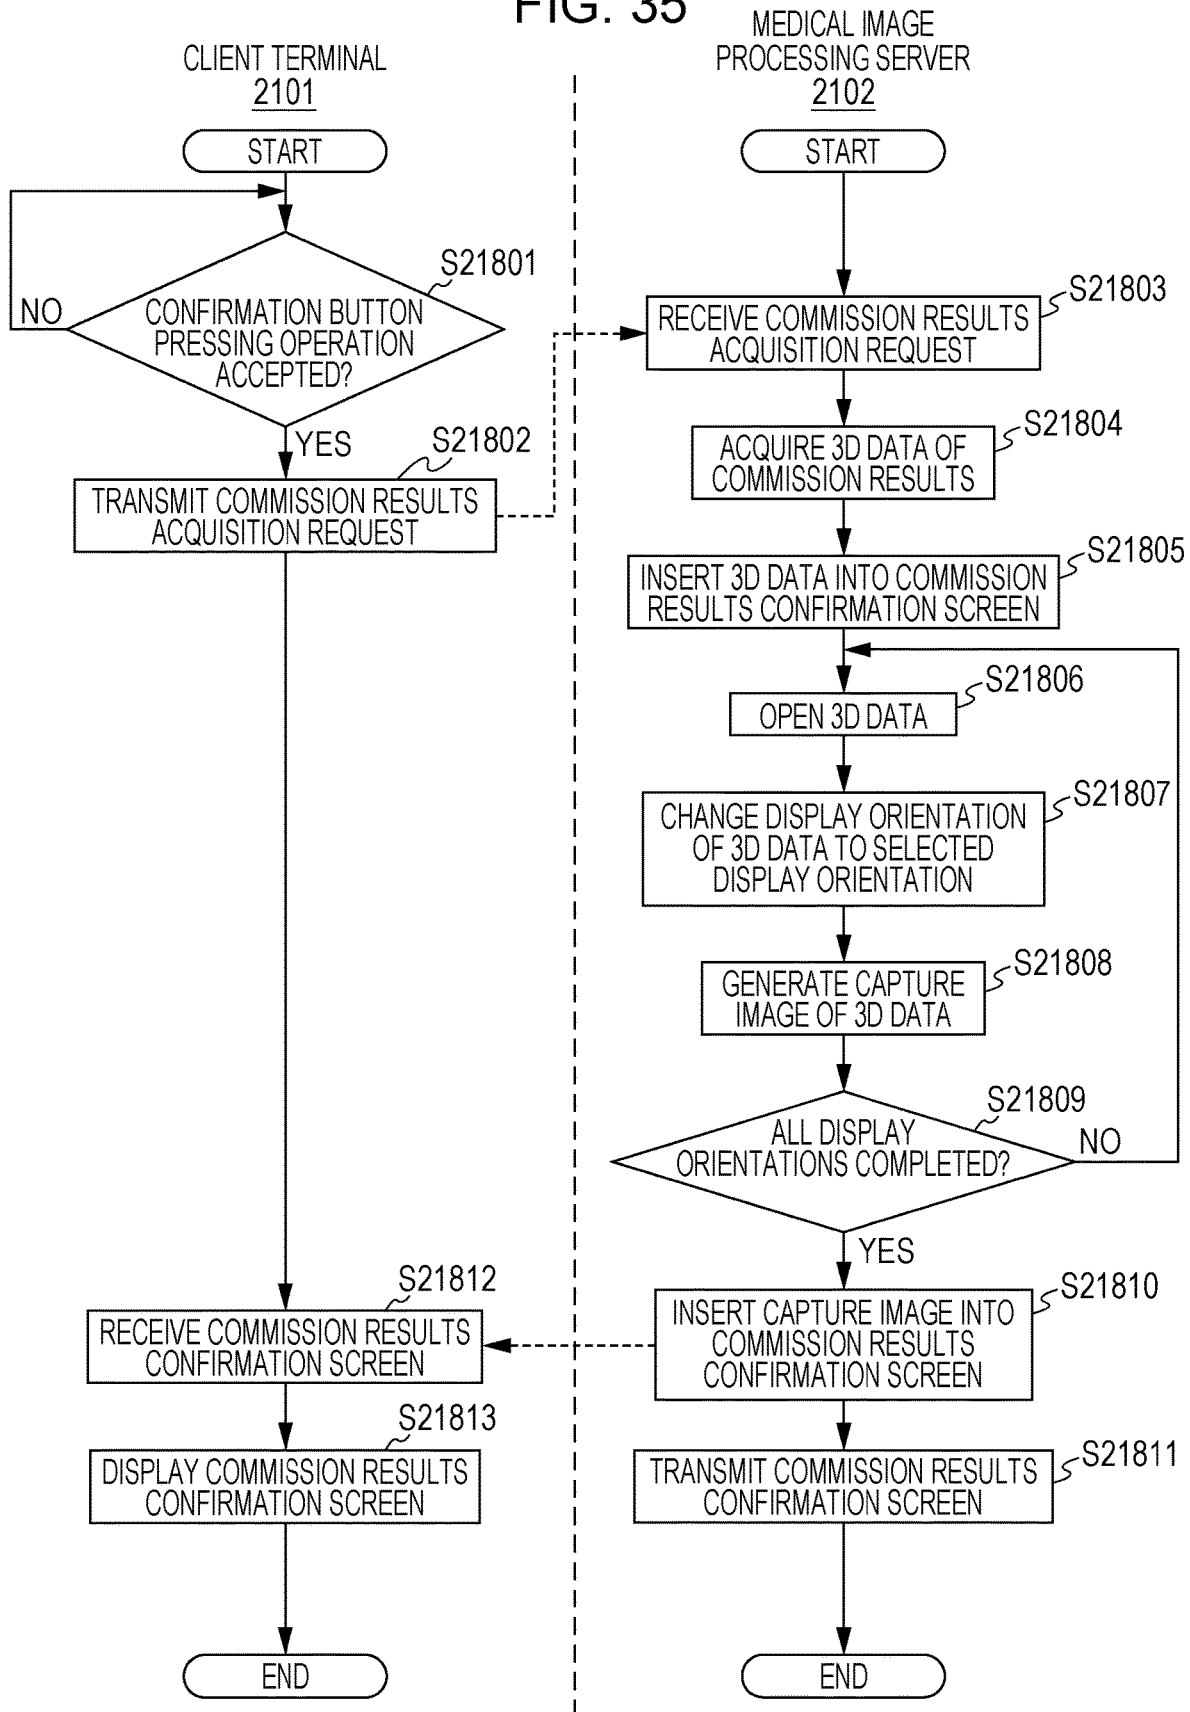 FIG. 35
CLIENT TERMINAL
2101
START
S21801
CONFIRMATION BUTTON
PRESSING OPERATION
ACCEPTED?
NO
YES
S21802
TRANSMIT COMMISSION RESULTS
ACQUISITION REQUEST
S21812
RECEIVE COMMISSION RESULTS
CONFIRMATION SCREEN
S21813
DISPLAY COMMISSION RESULTS
CONFIRMATION SCREEN
END
MEDICAL IMAGE
PROCESSING SERVER
2102
START
S21803
RECEIVE COMMISSION RESULTS
ACQUISITION REQUEST
S21804
ACQUIRE 3D DATA OF
COMMISSION RESULTS
S21805
INSERT 3D DATA INTO COMMISSION
RESULTS CONFIRMATION SCREEN
S21806
OPEN 3D DATA
S21807
CHANGE DISPLAY ORIENTATION
OF 3D DATA TO SELECTED
DISPLAY ORIENTATION
S21808
GENERATE CAPTURE
IMAGE OF 3D DATA
S21809
ALL DISPLAY
ORIENTATIONS COMPLETED?
NO
YES
S21810
INSERT CAPTURE IMAGE INTO
COMMISSION RESULTS
CONFIRMATION SCREEN
S21811
TRANSMIT COMMISSION RESULTS
CONFIRMATION SCREEN
END